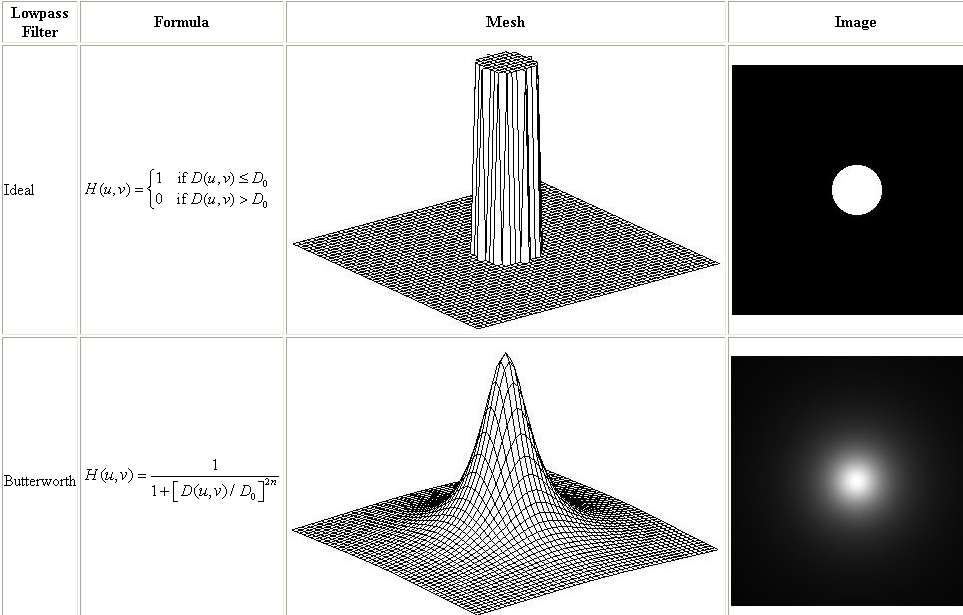 Lowpass Filter Formula Mesh Image
Ideal H(u,v) = {1 if D(u,v) ≤ D₀
0 if D(u,v) > D₀
Butterworth H(u,v) = 1 / 1+[D(u,v)/D₀]²ⁿ